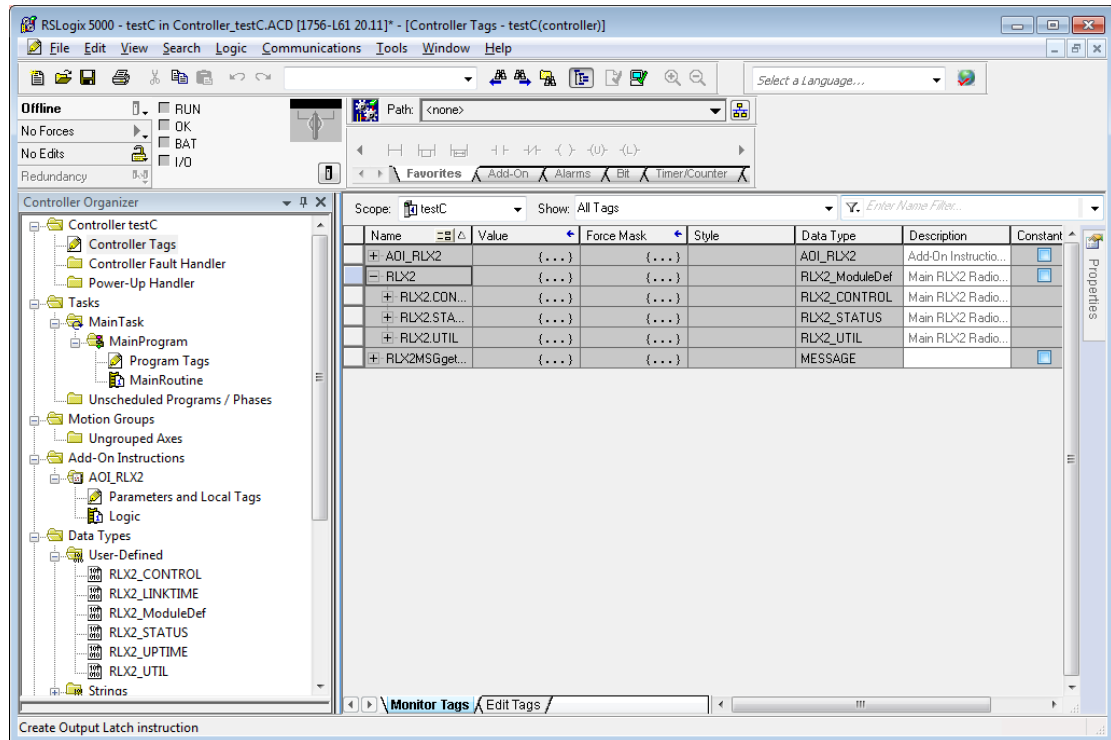 RSLogix 5000 - testC in Controller_testC.ACD [1756-L61 20.11]* - [Controller Tags - testC(controller)]
File Edit View Search Logic Communications Tools Window Help
Select a Language...
Offline RUN
No Forces OK
BAT
No Edits I/O
Redundancy
Path: <none>
Favorites Add-On Alarms Bit Timer/Counter
Controller Organizer
Controller testC
Controller Tags
Controller Fault Handler
Power-Up Handler
Tasks
MainTask
MainProgram
Program Tags
MainRoutine
Unscheduled Programs / Phases
Motion Groups
Ungrouped Axes
Add-On Instructions
AOI_RLX2
Parameters and Local Tags
Logic
Data Types
User-Defined
RLX2_CONTROL
RLX2_LINKTIME
RLX2_ModuleDef
RLX2_STATUS
RLX2_UPTIME
RLX2_UTIL
Strings
Scope: testC Show: All Tags Enter Name Filter...
Name Value Force Mask Style Data Type Description Constant
AOI_RLX2 {...} {...} AOI_RLX2 Add-On Instructio...
RLX2 {...} {...} RLX2_ModuleDef Main RLX2 Radio...
RLX2.CON... {...} {...} RLX2_CONTROL Main RLX2 Radio...
RLX2.STA... {...} {...} RLX2_STATUS Main RLX2 Radio...
RLX2.UTIL {...} {...} RLX2_UTIL Main RLX2 Radio...
RLX2MSGget... {...} {...} MESSAGE
Properties
Monitor Tags Edit Tags
Create Output Latch instruction